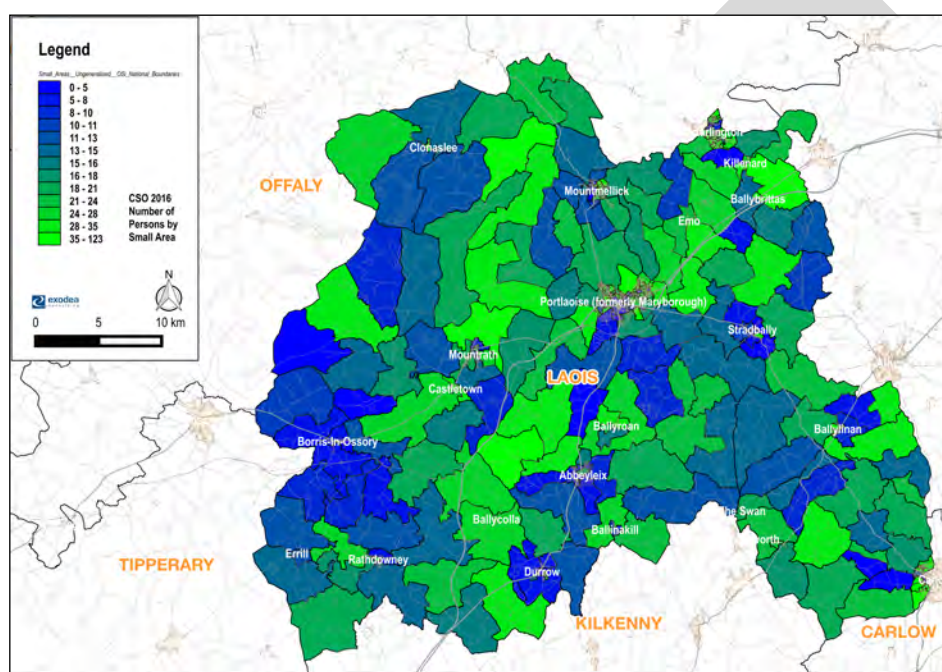 Legend
Small_Areas__Ungeneralised__OSi_National_Boundaries
0 - 5
5 - 8
8 - 10
10 - 11
11 - 13
13 - 15
15 - 16
16 - 18
18 - 21
21 - 24
24 - 28
28 - 35
35 - 123
CSO 2016
Number of
Persons by
Small Area
N
exodea
consulting
0 5 10 km
OFFALY
Clonaslee
Mountmellick
arlington
Killenard
Ballybrittas
Emo
Portlaoise (formerly Maryborough)
Stradbally
Mountrath
LAOIS
Castletown
Ballyroan
Ballylinan
Borris-In-Ossory
Abbeyleix
The Swan
Ballycolla
Ballinakill
orth
TIPPERARY
Errill
Rathdowney
Durrow
C
KILKENNY
CARLOW